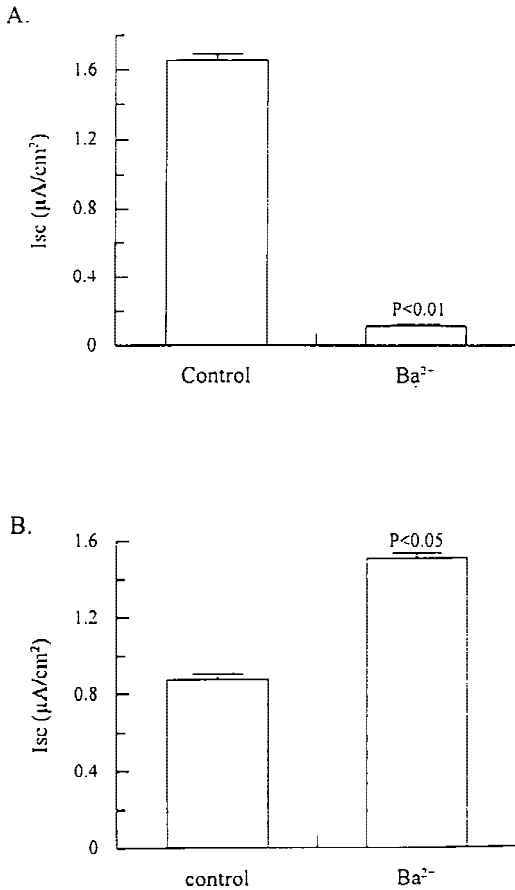 A.
Isc (μA/cm²)
1.6
1.2
0.8
0.4
0
P<0.01
Control
Ba²⁺
B.
Isc (μA/cm²)
1.6
1.2
0.8
0.4
0
P<0.05
control
Ba²⁺